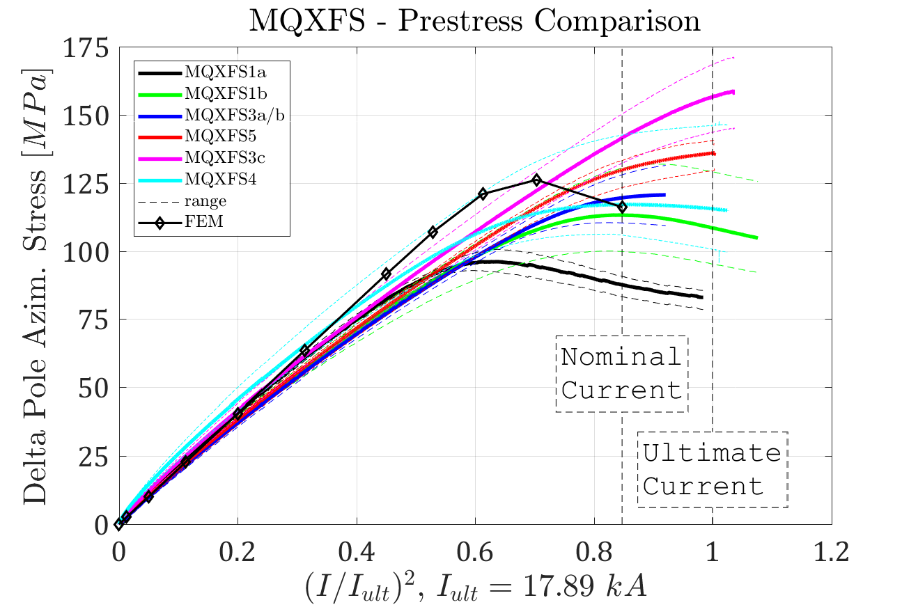 MQXFS - Prestress Comparison
Delta Pole Azim. Stress [MPa]
175
150
125
100
75
50
25
0
MQXFS1a
MQXFS1b
MQXFS3a/b
MQXFS5
MQXFS3c
MQXFS4
range
FEM
Nominal
Current
Ultimate
Current
0
0.2
0.4
0.6
0.8
1
1.2
(I/I_ult)², I_ult = 17.89 kA